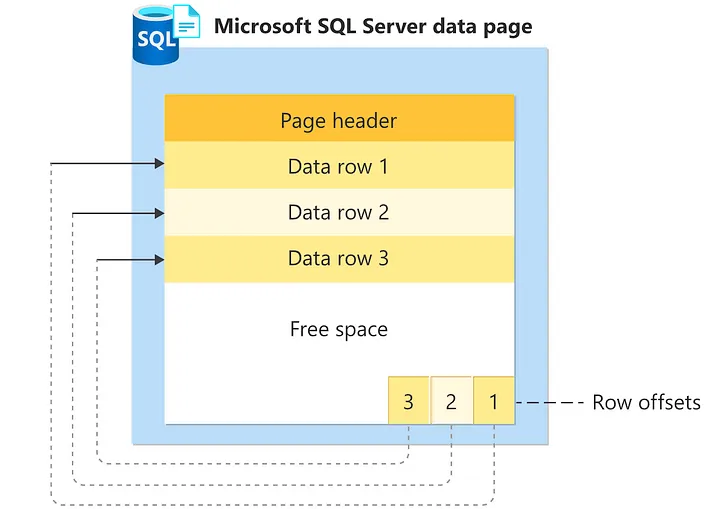 SQL
Microsoft SQL Server data page
Page header
Data row 1
Data row 2
Data row 3
Free space
3 2 1 Row offsets